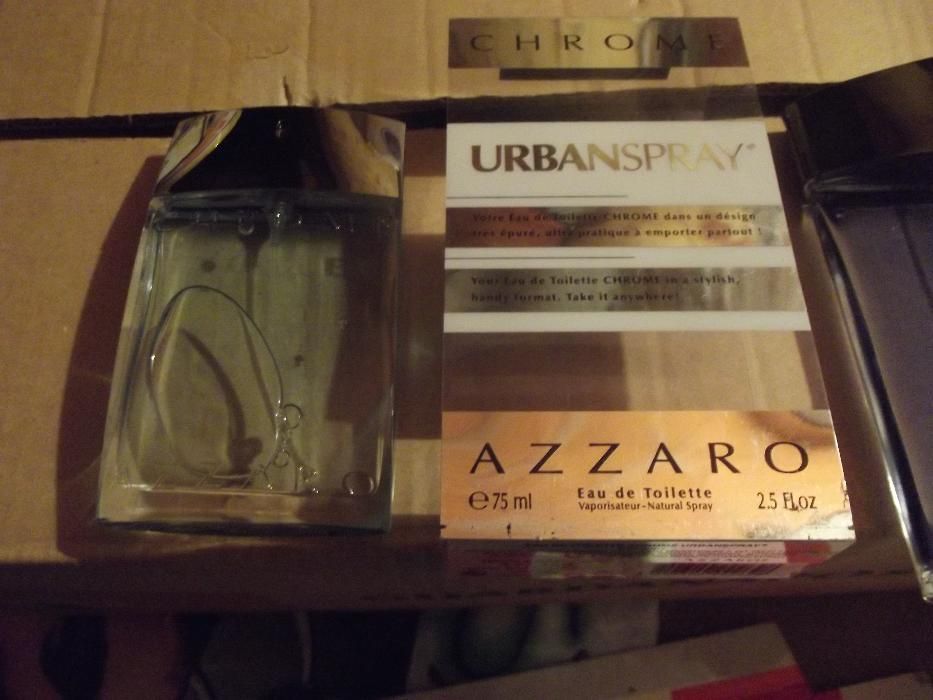 CHROME
URBANSPRAY®
Votre Eau de Toilette CHROME dans un désign
très épuré, ultra pratique à emporter partout !
Your Eau de Toilette CHROME in a stylish,
handy format. Take it anywhere!
AZZARO
℮ 75 ml Eau de Toilette 2.5 Fl.oz
Vaporisateur - Natural Spray